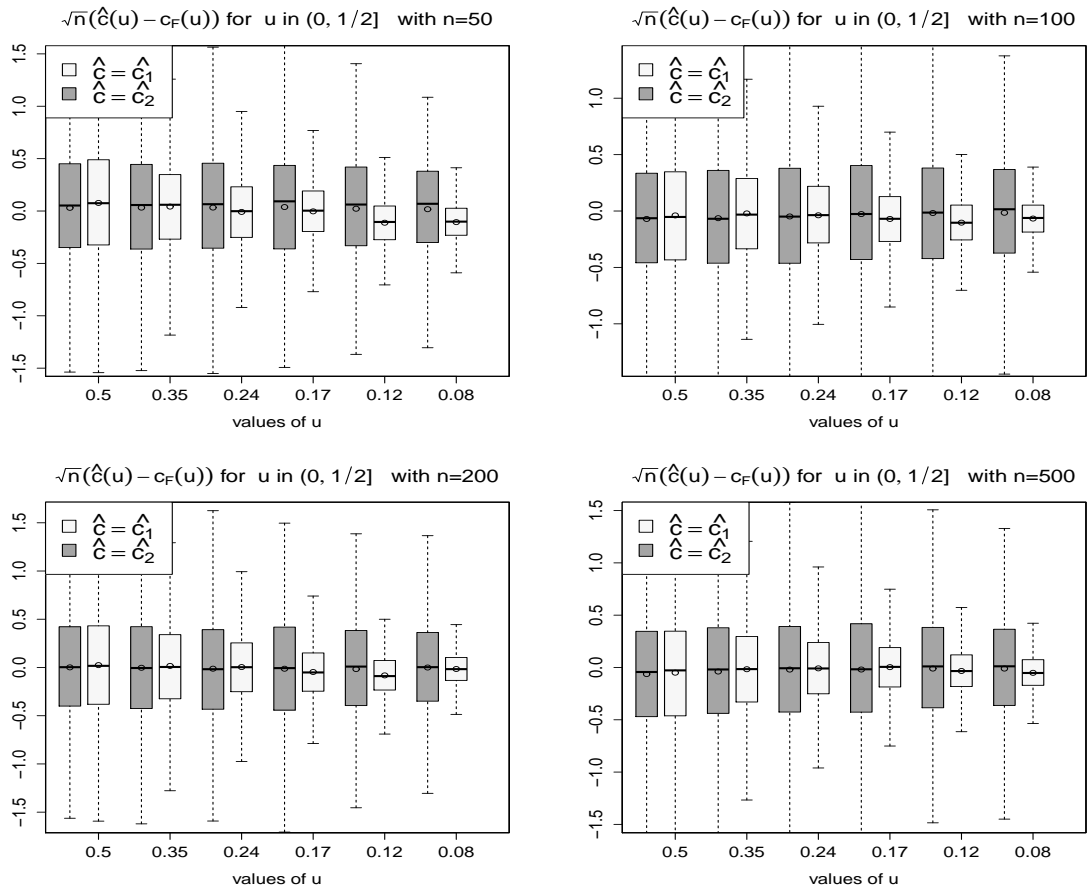 √n(ĉ(u) − c_F(u)) for u in (0, 1/2] with n=50
1.5
1.0
0.5
0.0
−0.5
−1.0
−1.5
ĉ = ĉ₁
ĉ = ĉ₂
0.5 0.35 0.24 0.17 0.12 0.08
values of u
√n(ĉ(u) − c_F(u)) for u in (0, 1/2] with n=100
1.0
0.5
0.0
−0.5
−1.0
ĉ = ĉ₁
ĉ = ĉ₂
0.5 0.35 0.24 0.17 0.12 0.08
values of u
√n(ĉ(u) − c_F(u)) for u in (0, 1/2] with n=200
1.5
1.0
0.5
0.0
−0.5
−1.0
−1.5
ĉ = ĉ₁
ĉ = ĉ₂
0.5 0.35 0.24 0.17 0.12 0.08
values of u
√n(ĉ(u) − c_F(u)) for u in (0, 1/2] with n=500
1.5
1.0
0.5
0.0
−0.5
−1.0
−1.5
ĉ = ĉ₁
ĉ = ĉ₂
0.5 0.35 0.24 0.17 0.12 0.08
values of u